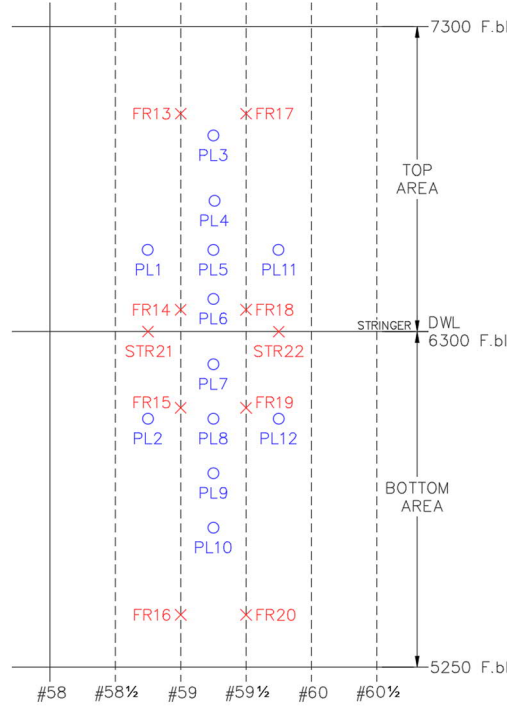 7300 F.bl
FR13 FR17
PL3
TOP
AREA
PL4
PL1 PL5 PL11
FR14 PL6 FR18
STRINGER DWL
6300 F.bl
STR21 STR22
PL7
FR15 FR19
PL2 PL8 PL12
BOTTOM
AREA
PL9
PL10
FR16 FR20
5250 F.bl
#58 #58½ #59 #59½ #60 #60½